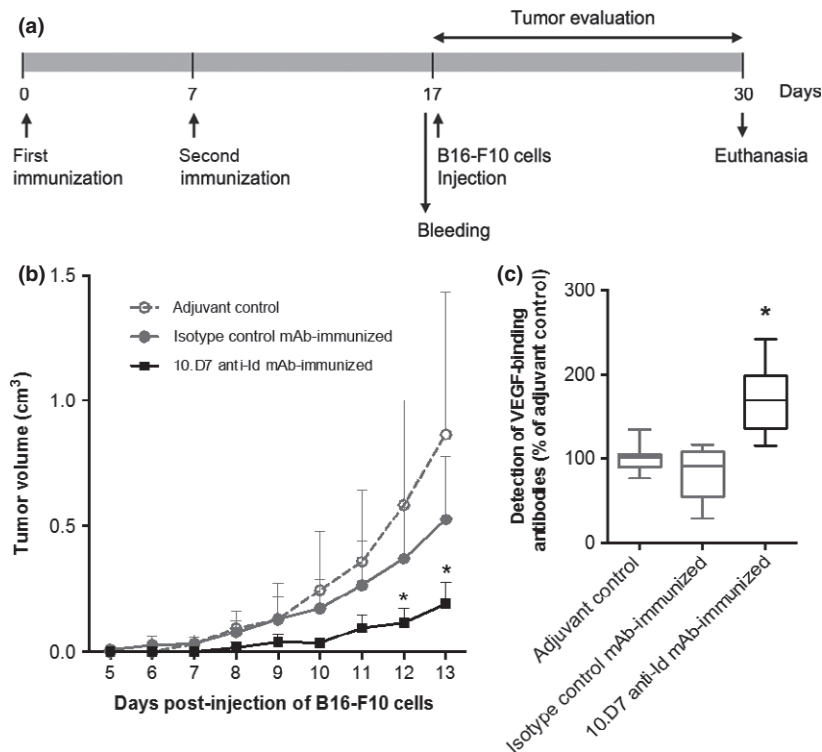 (a)
Tumor evaluation
0
7
17
30
Days
First
immunization
Second
immunization
B16-F10 cells
Injection
Euthanasia
Bleeding
(b)
1.5
1.0
0.5
0.0
Tumor volume (cm³)
Adjuvant control
Isotype control mAb-immunized
10.D7 anti-Id mAb-immunized
*
*
5 6 7 8 9 10 11 12 13
Days post-injection of B16-F10 cells
(c)
300
200
100
0
Detection of VEGF-binding
antibodies (% of adjuvant control)
*
Adjuvant control
Isotype control mAb-immunized
10.D7 anti-Id mAb-immunized